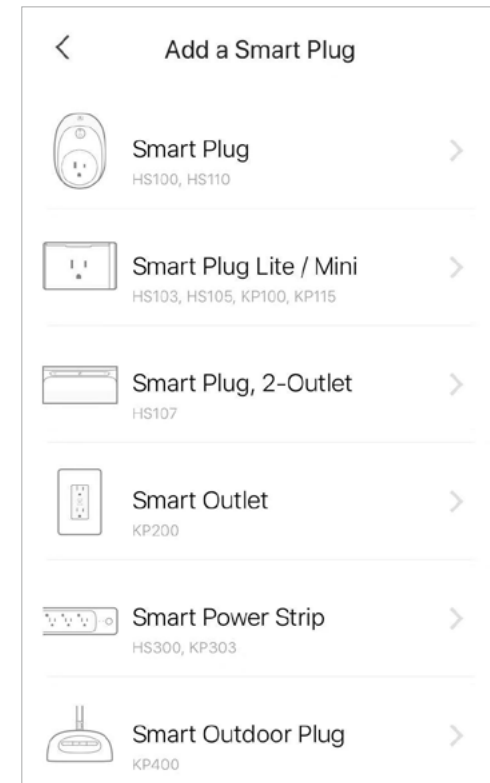 Add a Smart Plug
Smart Plug
HS100, HS110
Smart Plug Lite / Mini
HS103, HS105, KP100, KP115
Smart Plug, 2-Outlet
HS107
Smart Outlet
KP200
Smart Power Strip
HS300, KP303
Smart Outdoor Plug
KP400